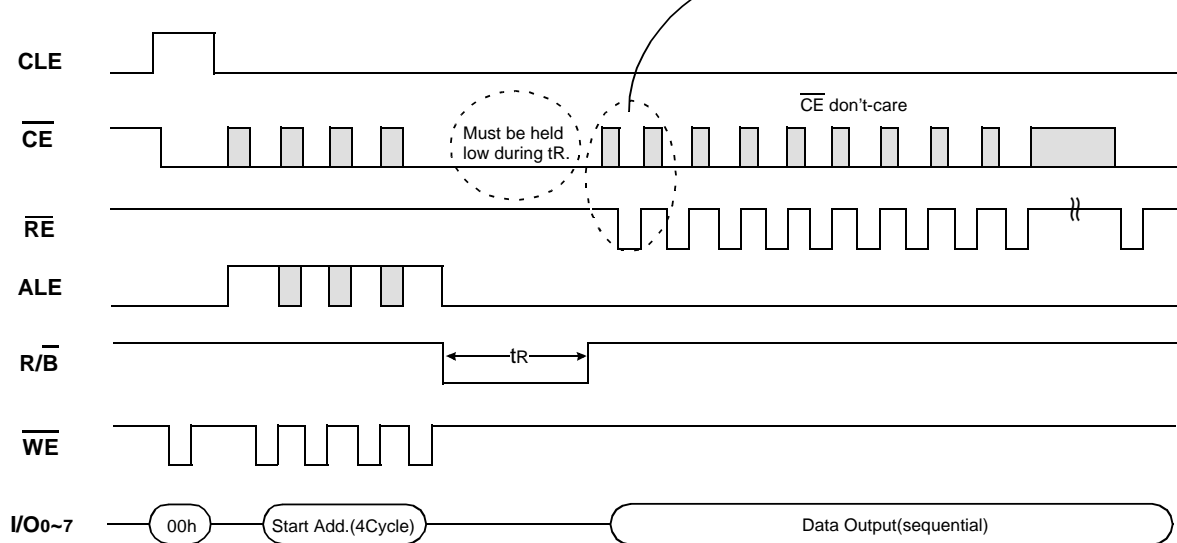 CLE
CE
CE don't-care
Must be held
low during tR.
RE
ALE
R/B
tR
WE
I/O0~7
00h
Start Add.(4Cycle)
Data Output(sequential)